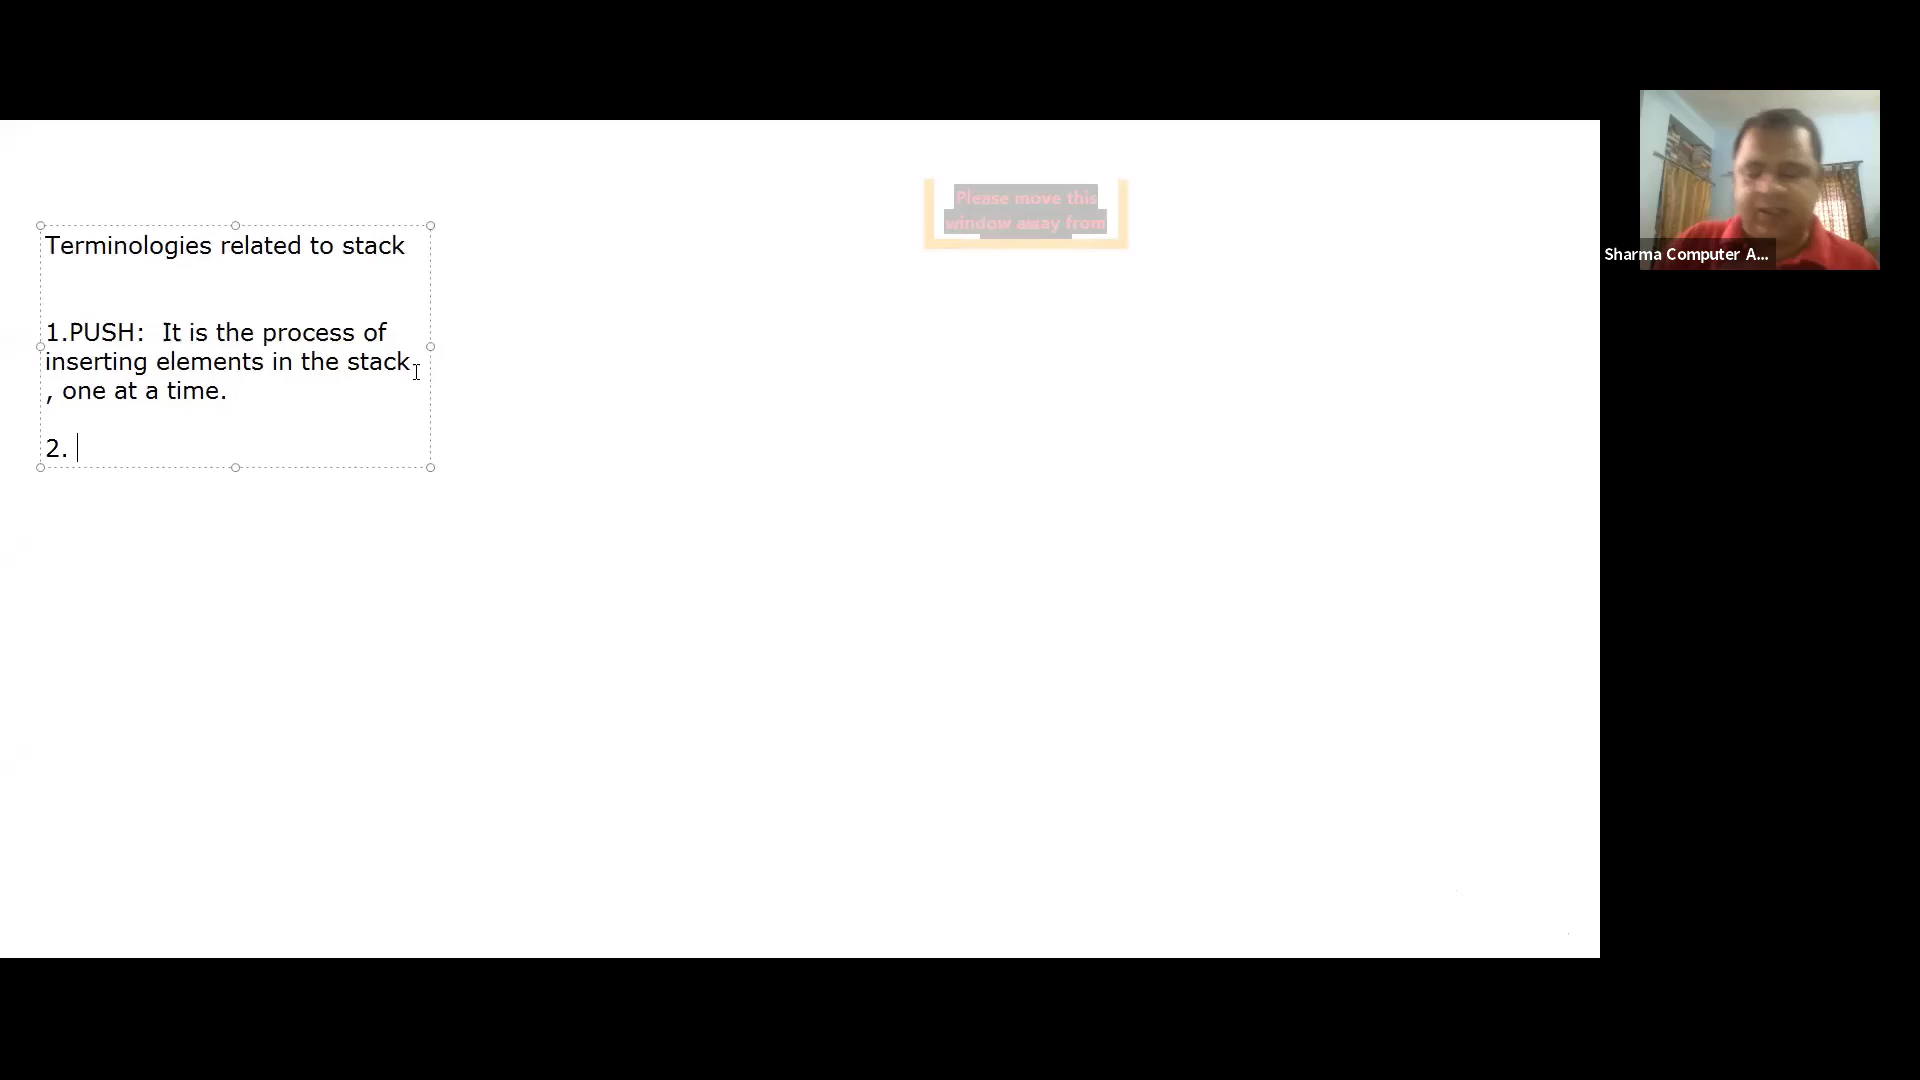 Please move this
window away from
Terminologies related to stack
1.PUSH: It is the process of
inserting elements in the stack
, one at a time.
2.
Sharma Computer A...